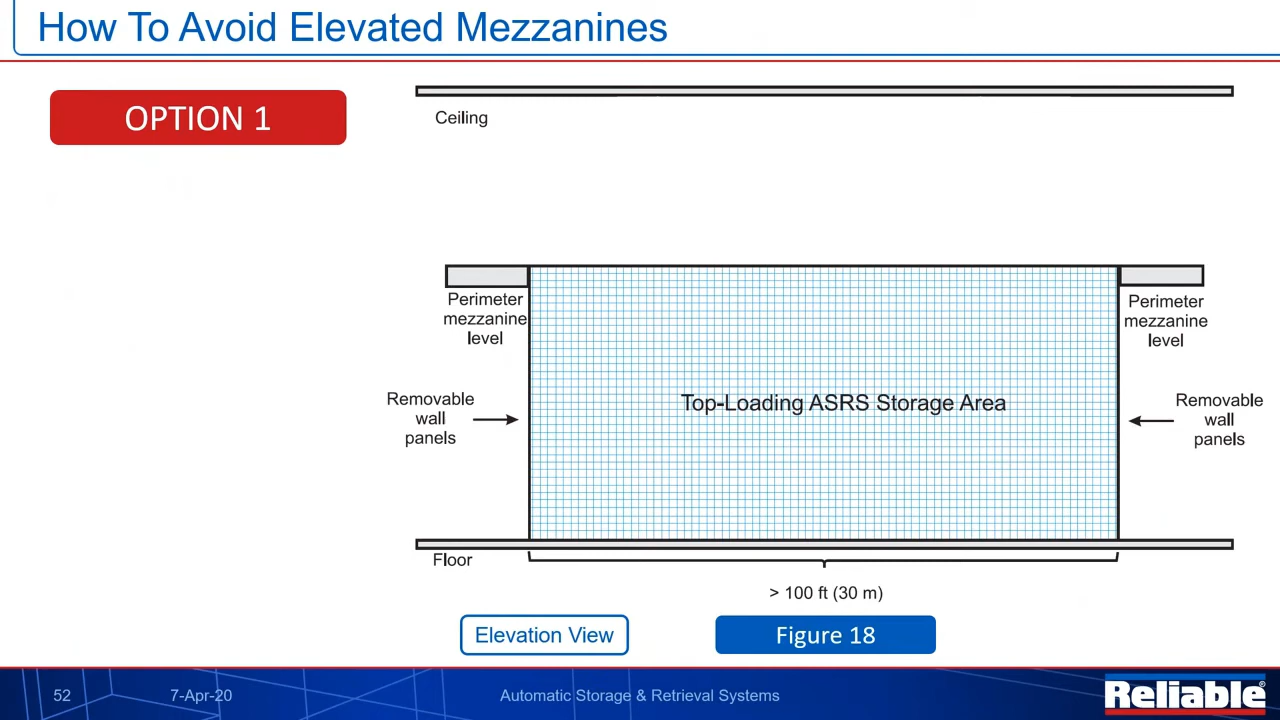 How To Avoid Elevated Mezzanines
OPTION 1
Ceiling
Perimeter
mezzanine
level
Perimeter
mezzanine
level
Removable
wall
panels
Top-Loading ASRS Storage Area
Removable
wall
panels
Floor
> 100 ft (30 m)
Elevation View
Figure 18
52
7-Apr-20
Automatic Storage & Retrieval Systems
Reliable®